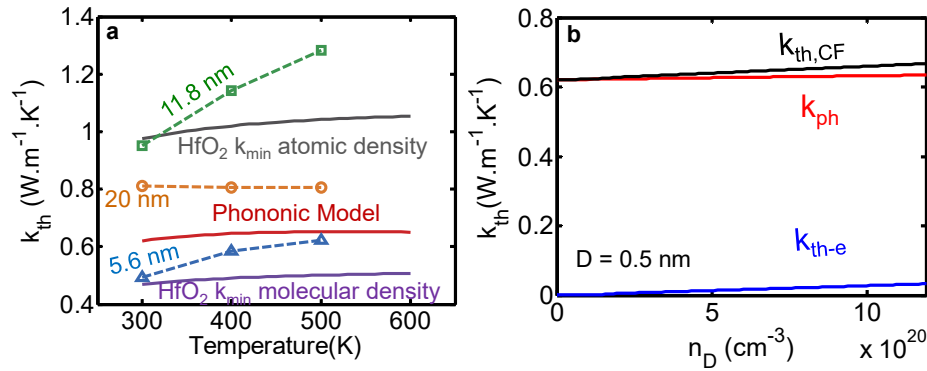 a
1.4
1.2
1
0.8
0.6
0.4
k_th (W.m⁻¹.K⁻¹)
11.8 nm
HfO₂ k_min atomic density
20 nm
Phononic Model
5.6 nm
HfO₂ k_min molecular density
300
400
500
600
Temperature(K)
b
0.8
0.6
0.4
0.2
0
k_th(W.m⁻¹.K⁻¹)
k_th,CF
k_ph
k_th-e
D = 0.5 nm
0
5
10
n_D (cm⁻³)
x 10²⁰